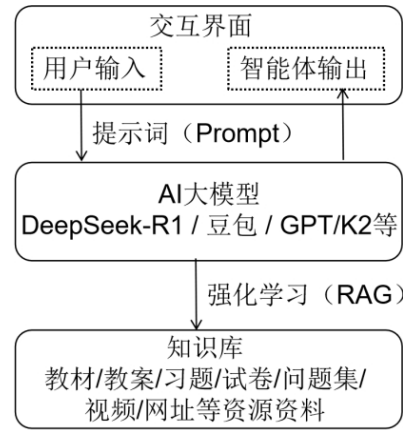 交互界面
用户输入
智能体输出
提示词（Prompt）
AI大模型
DeepSeek-R1 / 豆包 / GPT/K2等
强化学习（RAG）
知识库
教材/教案/习题/试卷/问题集/
视频/网址等资源资料